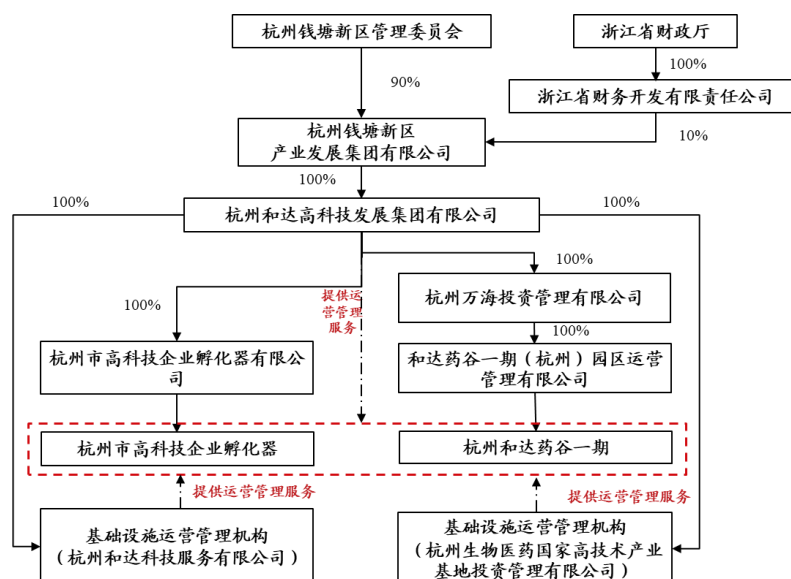 杭州钱塘新区管理委员会
浙江省财政厅
100%
90%
浙江省财务开发有限责任公司
杭州钱塘新区
产业发展集团有限公司
10%
100%
100%
杭州和达高科技发展集团有限公司
100%
100%
提供运
营管理
服务
杭州万海投资管理有限公司
100%
100%
杭州市高科技企业孵化器有限公
司
和达药谷一期（杭州）园区运营
管理有限公司
杭州市高科技企业孵化器
杭州和达药谷一期
提供运营管理服务
提供运营管理服务
基础设施运营管理机构
（杭州和达科技服务有限公司）
基础设施运营管理机构
（杭州生物医药国家高技术产业
基地投资管理有限公司）